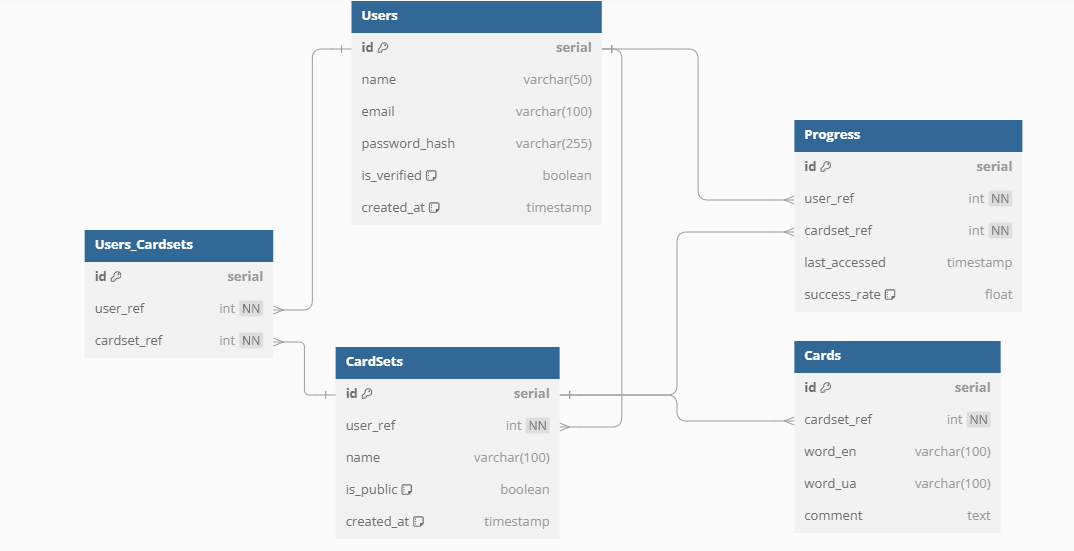 Users
id serial
name varchar(50)
email varchar(100)
password_hash varchar(255)
is_verified boolean
created_at timestamp
Progress
id serial
user_ref int NN
cardset_ref int NN
last_accessed timestamp
success_rate float
Users_Cardsets
id serial
user_ref int NN
cardset_ref int NN
CardSets
id serial
user_ref int NN
name varchar(100)
is_public boolean
created_at timestamp
Cards
id serial
cardset_ref int NN
word_en varchar(100)
word_ua varchar(100)
comment text